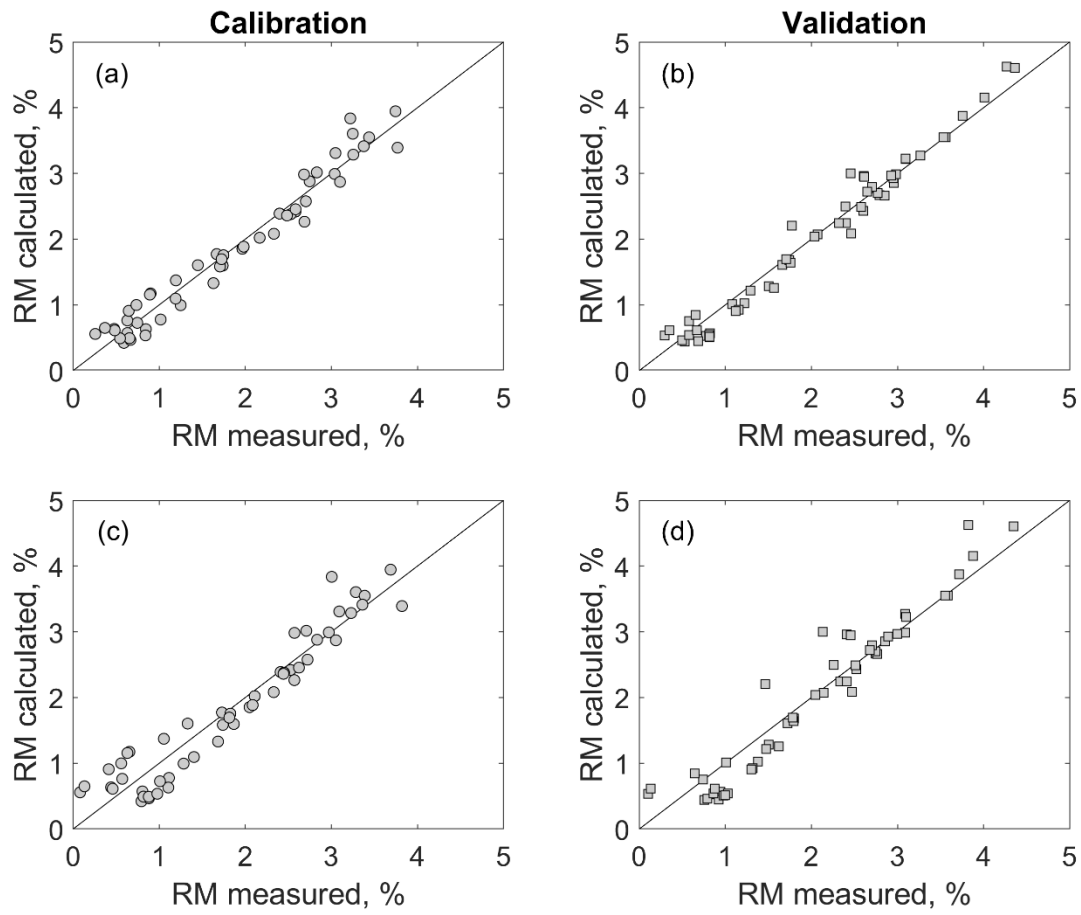 Calibration
Validation
(a)
5
4
3
2
1
0
RM calculated, %
0 1 2 3 4 5
RM measured, %
(b)
5
4
3
2
1
0
RM calculated, %
0 1 2 3 4 5
RM measured, %
(c)
5
4
3
2
1
0
RM calculated, %
0 1 2 3 4 5
RM measured, %
(d)
5
4
3
2
1
0
RM calculated, %
0 1 2 3 4 5
RM measured, %